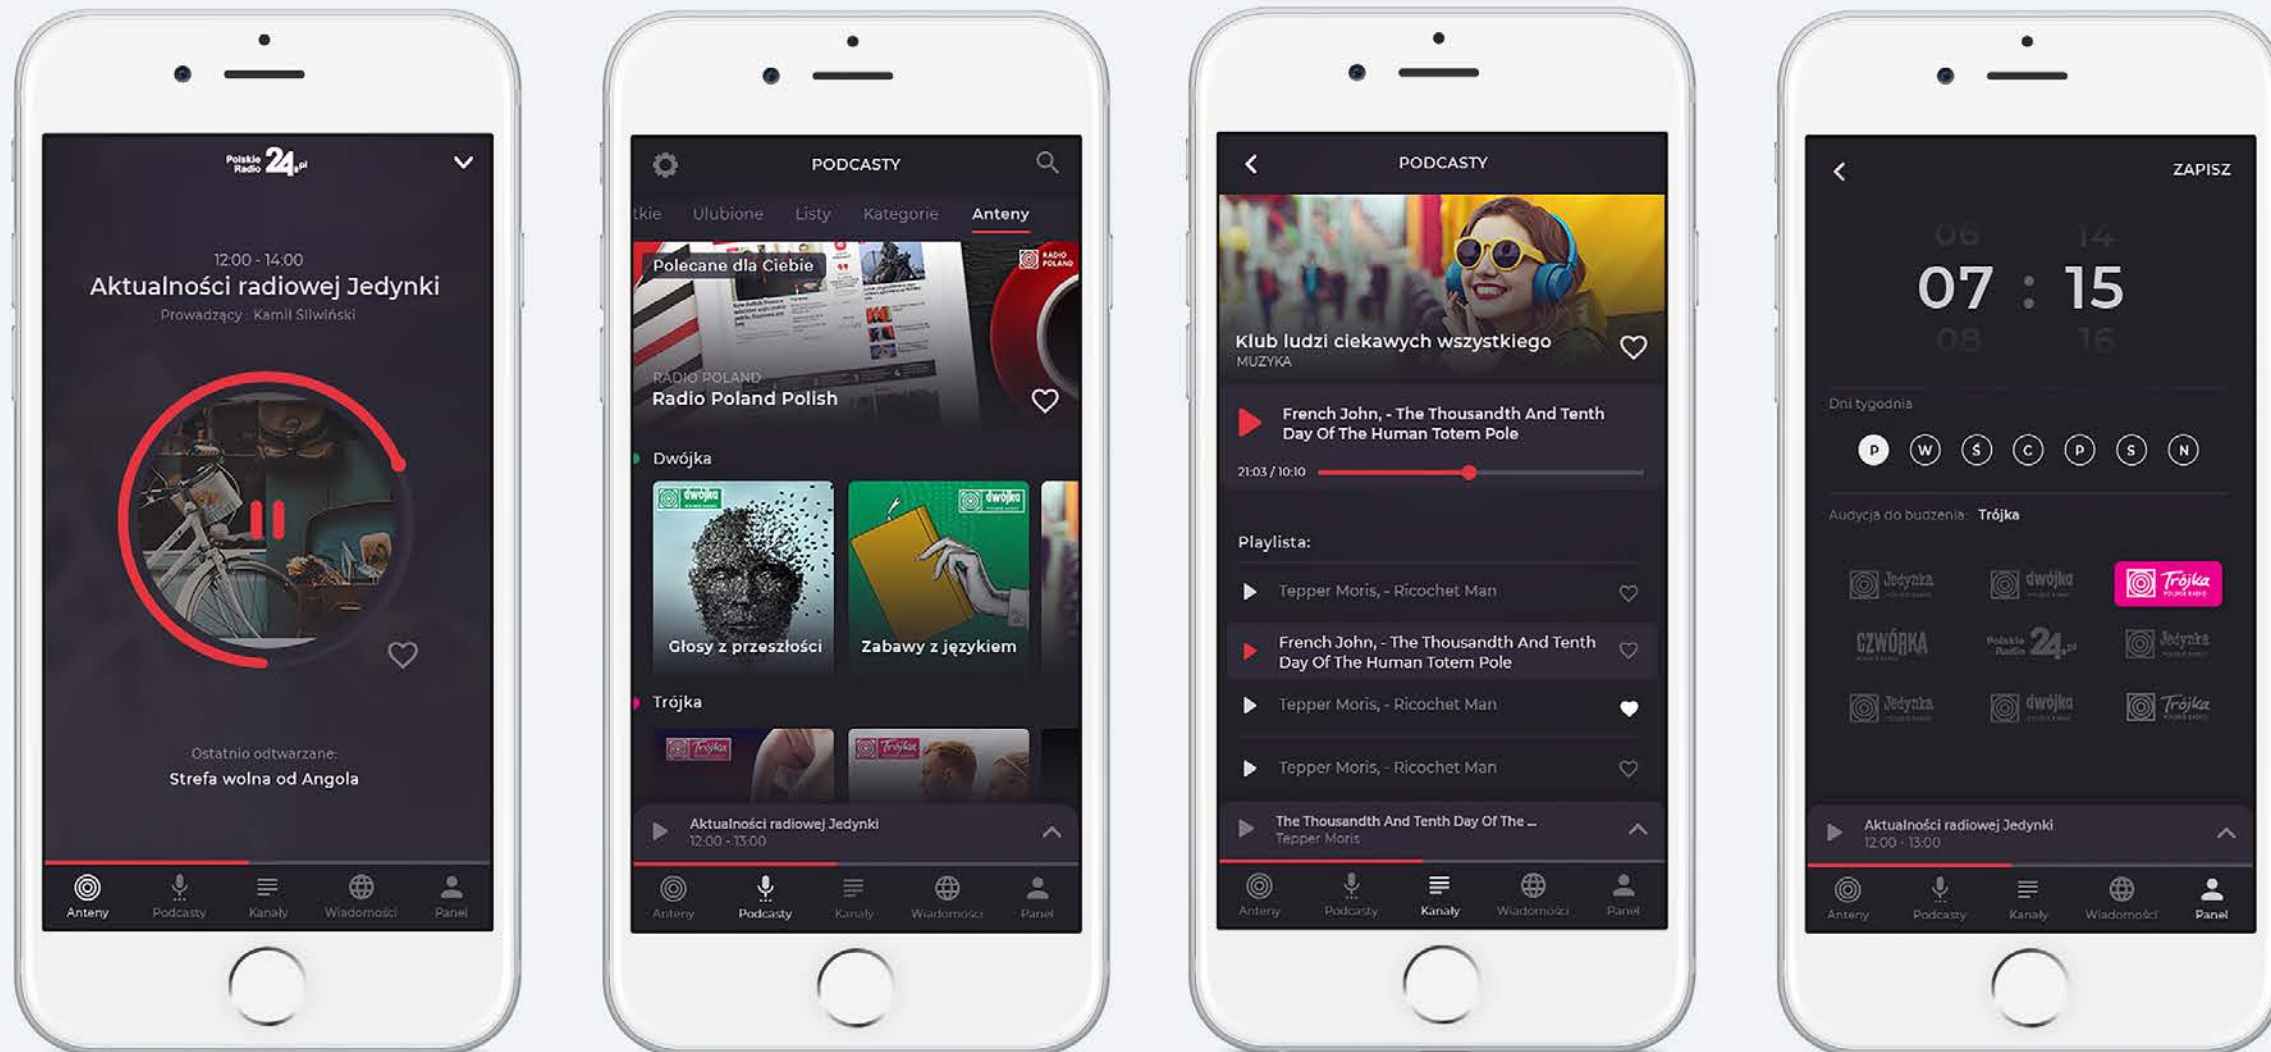 Polskie
Radio 24.pl
12:00 - 14:00
Aktualności radiowej Jedynki
Prowadzący : Kamil Śliwiński
Ostatnio odtwarzane:
Strefa wolna od Angola
Anteny
Podcasty
Kanały
Wiadomości
Panel
PODCASTY
tkie Ulubione Listy Kategorie Anteny
Polecane dla Ciebie
RADIO
POLAND
RADIO POLAND
Radio Poland Polish
Dwójka
dwójka
dwójka
Głosy z przeszłości
Zabawy z językiem
Trójka
Trójka
Trójka
Aktualności radiowej Jedynki
12:00 - 13:00
Anteny
Podcasty
Kanały
Wiadomości
Panel
PODCASTY
Klub ludzi ciekawych wszystkiego
MUZYKA
French John, - The Thousandth And Tenth
Day Of The Human Totem Pole
21:03 / 10:10
Playlista:
Tepper Moris, - Ricochet Man
French John, - The Thousandth And Tenth
Day Of The Human Totem Pole
Tepper Moris, - Ricochet Man
Tepper Moris, - Ricochet Man
The Thousandth And Tenth Day Of The ...
Tepper Moris
Anteny
Podcasty
Kanały
Wiadomości
Panel
ZAPISZ
06 14
07 : 15
08 16
Dni tygodnia
P W Ś C P S N
Audycja do budzenia: Trójka
Jedynka
dwójka
Trójka
POLSKIE RADIO
CZWÓRKA
Polskie
Radio 24.pl
Jedynka
Jedynka
dwójka
Trójka
Aktualności radiowej Jedynki
12:00 - 13:00
Anteny
Podcasty
Kanały
Wiadomości
Panel